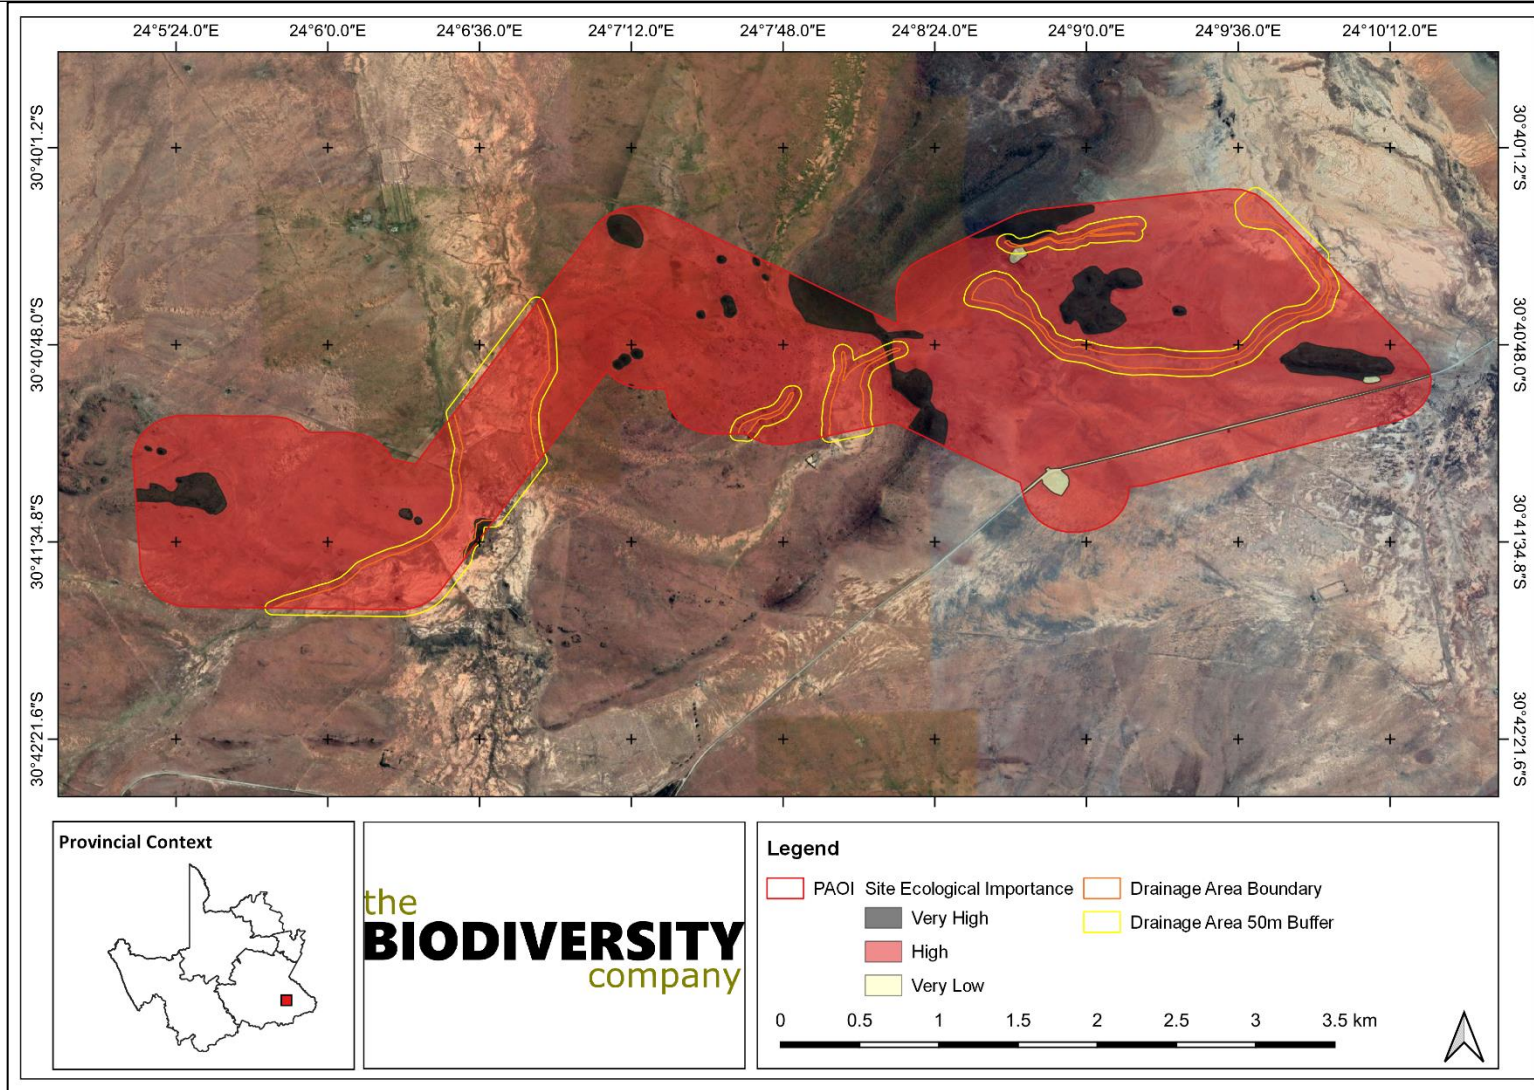 24°5'24.0"E 24°6'0.0"E 24°6'36.0"E 24°7'12.0"E 24°7'48.0"E 24°8'24.0"E 24°9'0.0"E 24°9'36.0"E 24°10'12.0"E
30°40'1.2"S 30°40'1.2"S
30°40'48.0"S 30°40'48.0"S
30°41'34.8"S 30°41'34.8"S
30°42'21.6"S 30°42'21.6"S
Provincial Context
the
BIODIVERSITY
company
Legend
PAOI Site Ecological Importance Drainage Area Boundary
Very High Drainage Area 50m Buffer
High
Very Low
0 0.5 1 1.5 2 2.5 3 3.5 km